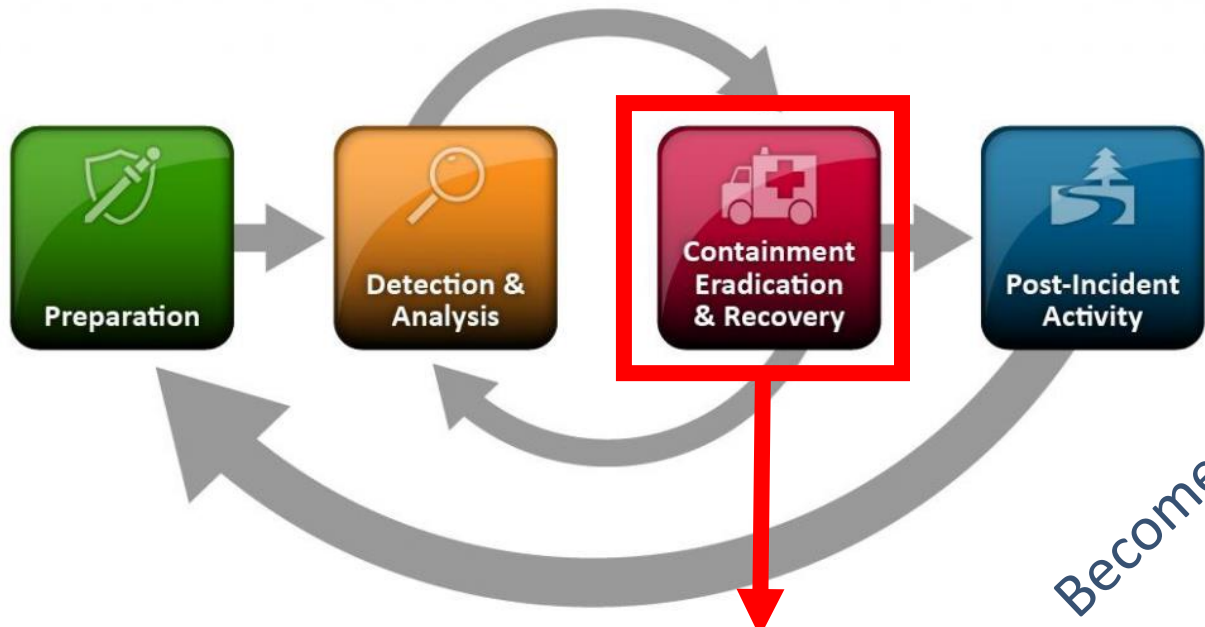 Preparation
Detection &
Analysis
Containment
Eradication
& Recovery
Post-Incident
Activity
Become